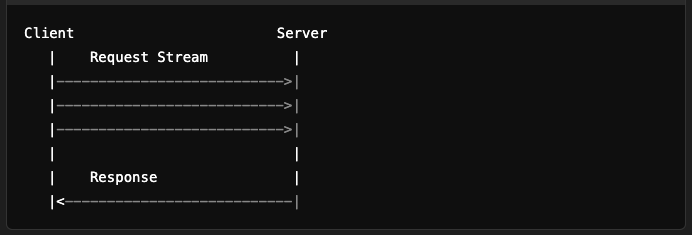 Client                        Server
   |    Request Stream          |
   |--------------------------->|
   |--------------------------->|
   |--------------------------->|
   |                            |
   |    Response                |
   |<---------------------------|